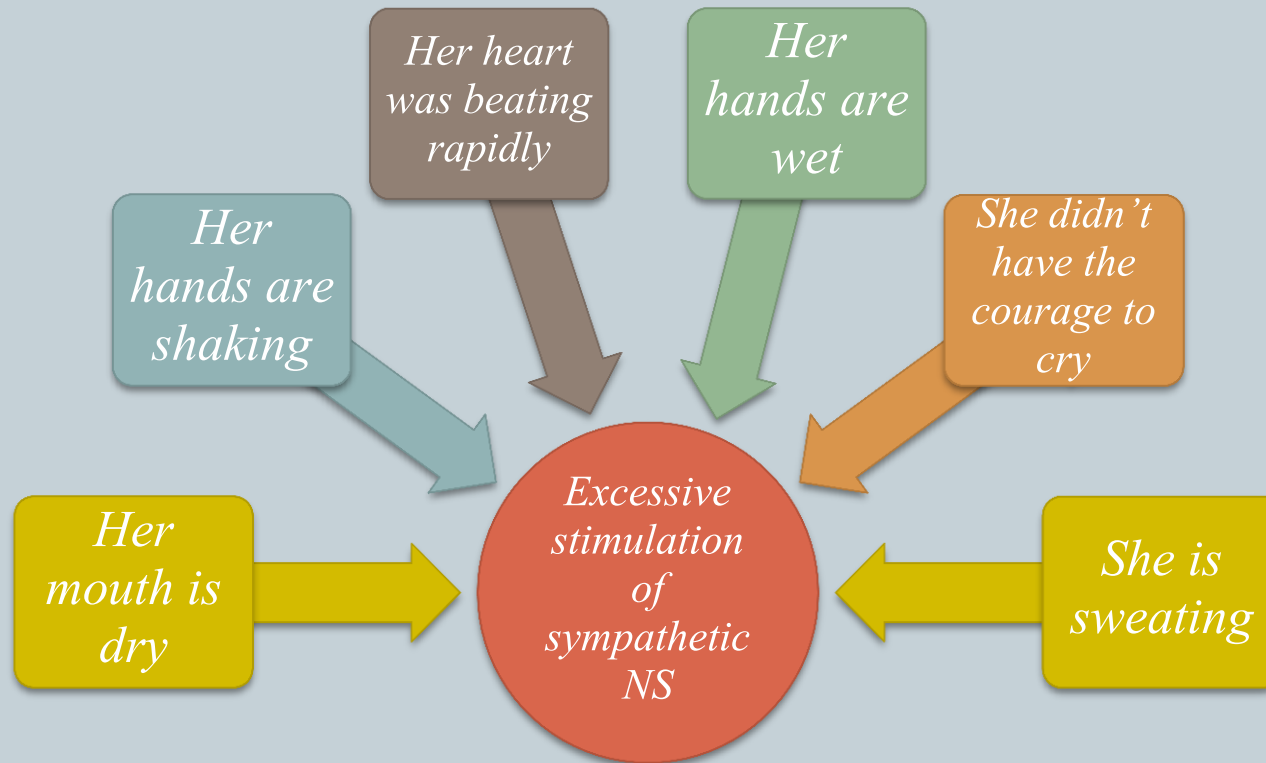 Her heart
was beating
rapidly
Her
hands are
wet
Her
hands are
shaking
She didn’t
have the
courage to
cry
Her
mouth is
dry
Excessive
stimulation
of
sympathetic
NS
She is
sweating